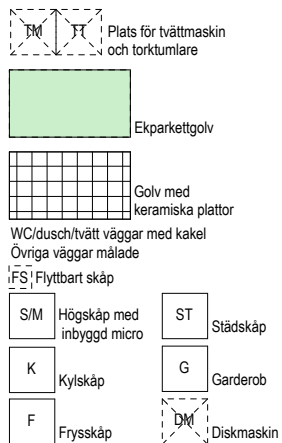 TM TT Plats för tvättmaskin
och torktumlare
Ekparkettgolv
Golv med
keramiska plattor
WC/dusch/tvätt väggar med kakel
Övriga väggar målade
FS Flyttbart skåp
S/M Högskåp med
inbyggd micro
ST Städskåp
K Kylskåp
G Garderob
F Frysskåp
DM Diskmaskin